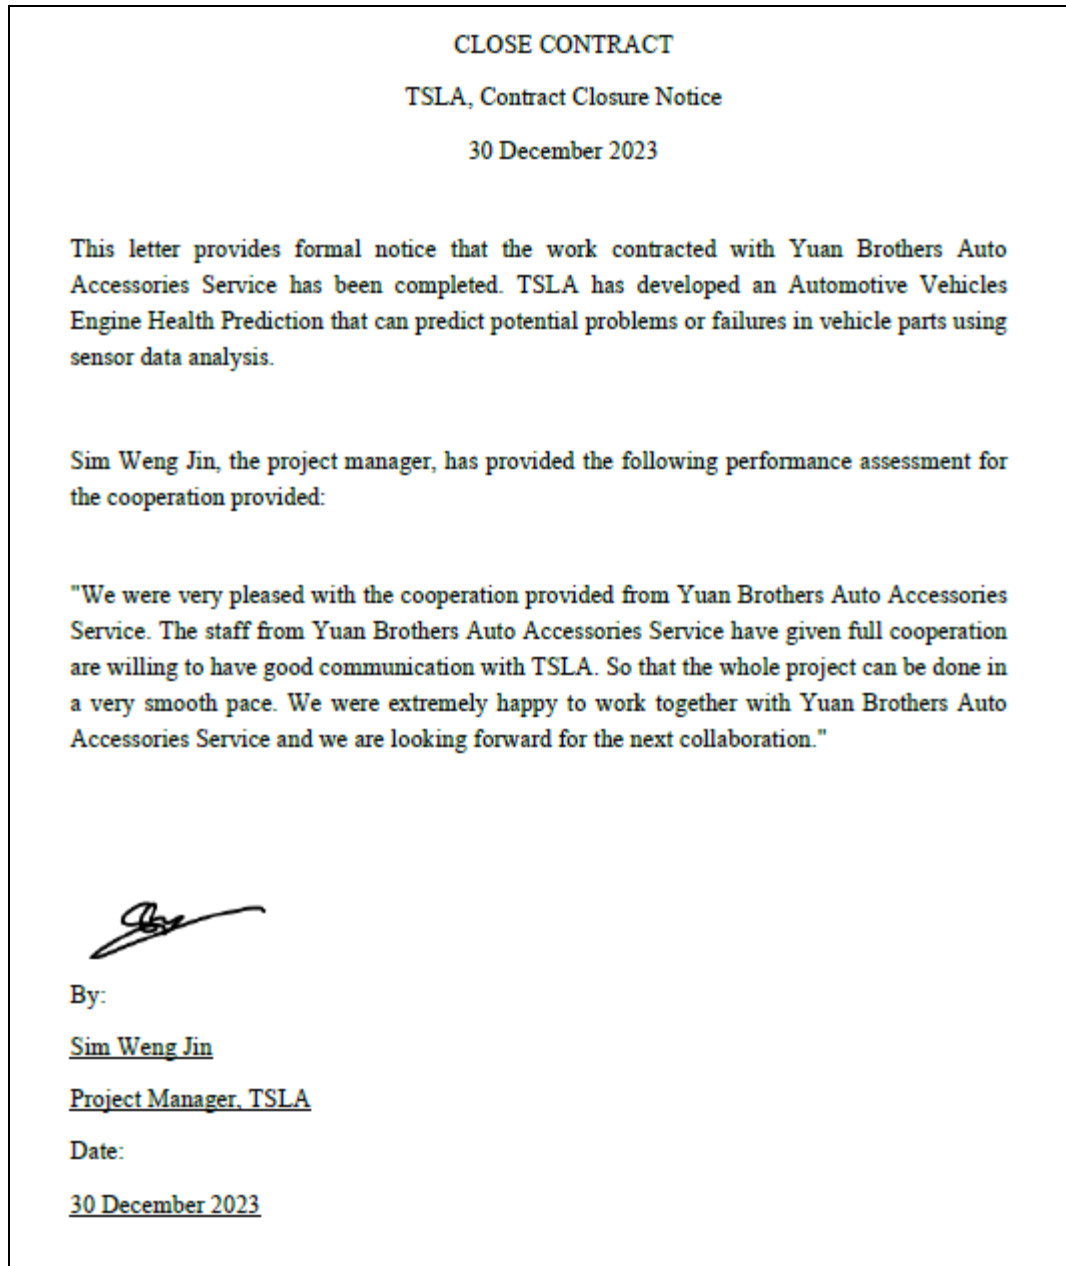 CLOSE CONTRACT
TSLA, Contract Closure Notice
30 December 2023
This letter provides formal notice that the work contracted with Yuan Brothers Auto
Accessories Service has been completed. TSLA has developed an Automotive Vehicles
Engine Health Prediction that can predict potential problems or failures in vehicle parts using
sensor data analysis.
Sim Weng Jin, the project manager, has provided the following performance assessment for
the cooperation provided:
"We were very pleased with the cooperation provided from Yuan Brothers Auto Accessories
Service. The staff from Yuan Brothers Auto Accessories Service have given full cooperation
are willing to have good communication with TSLA. So that the whole project can be done in
a very smooth pace. We were extremely happy to work together with Yuan Brothers Auto
Accessories Service and we are looking forward for the next collaboration."
By:
Sim Weng Jin
Project Manager, TSLA
Date:
30 December 2023